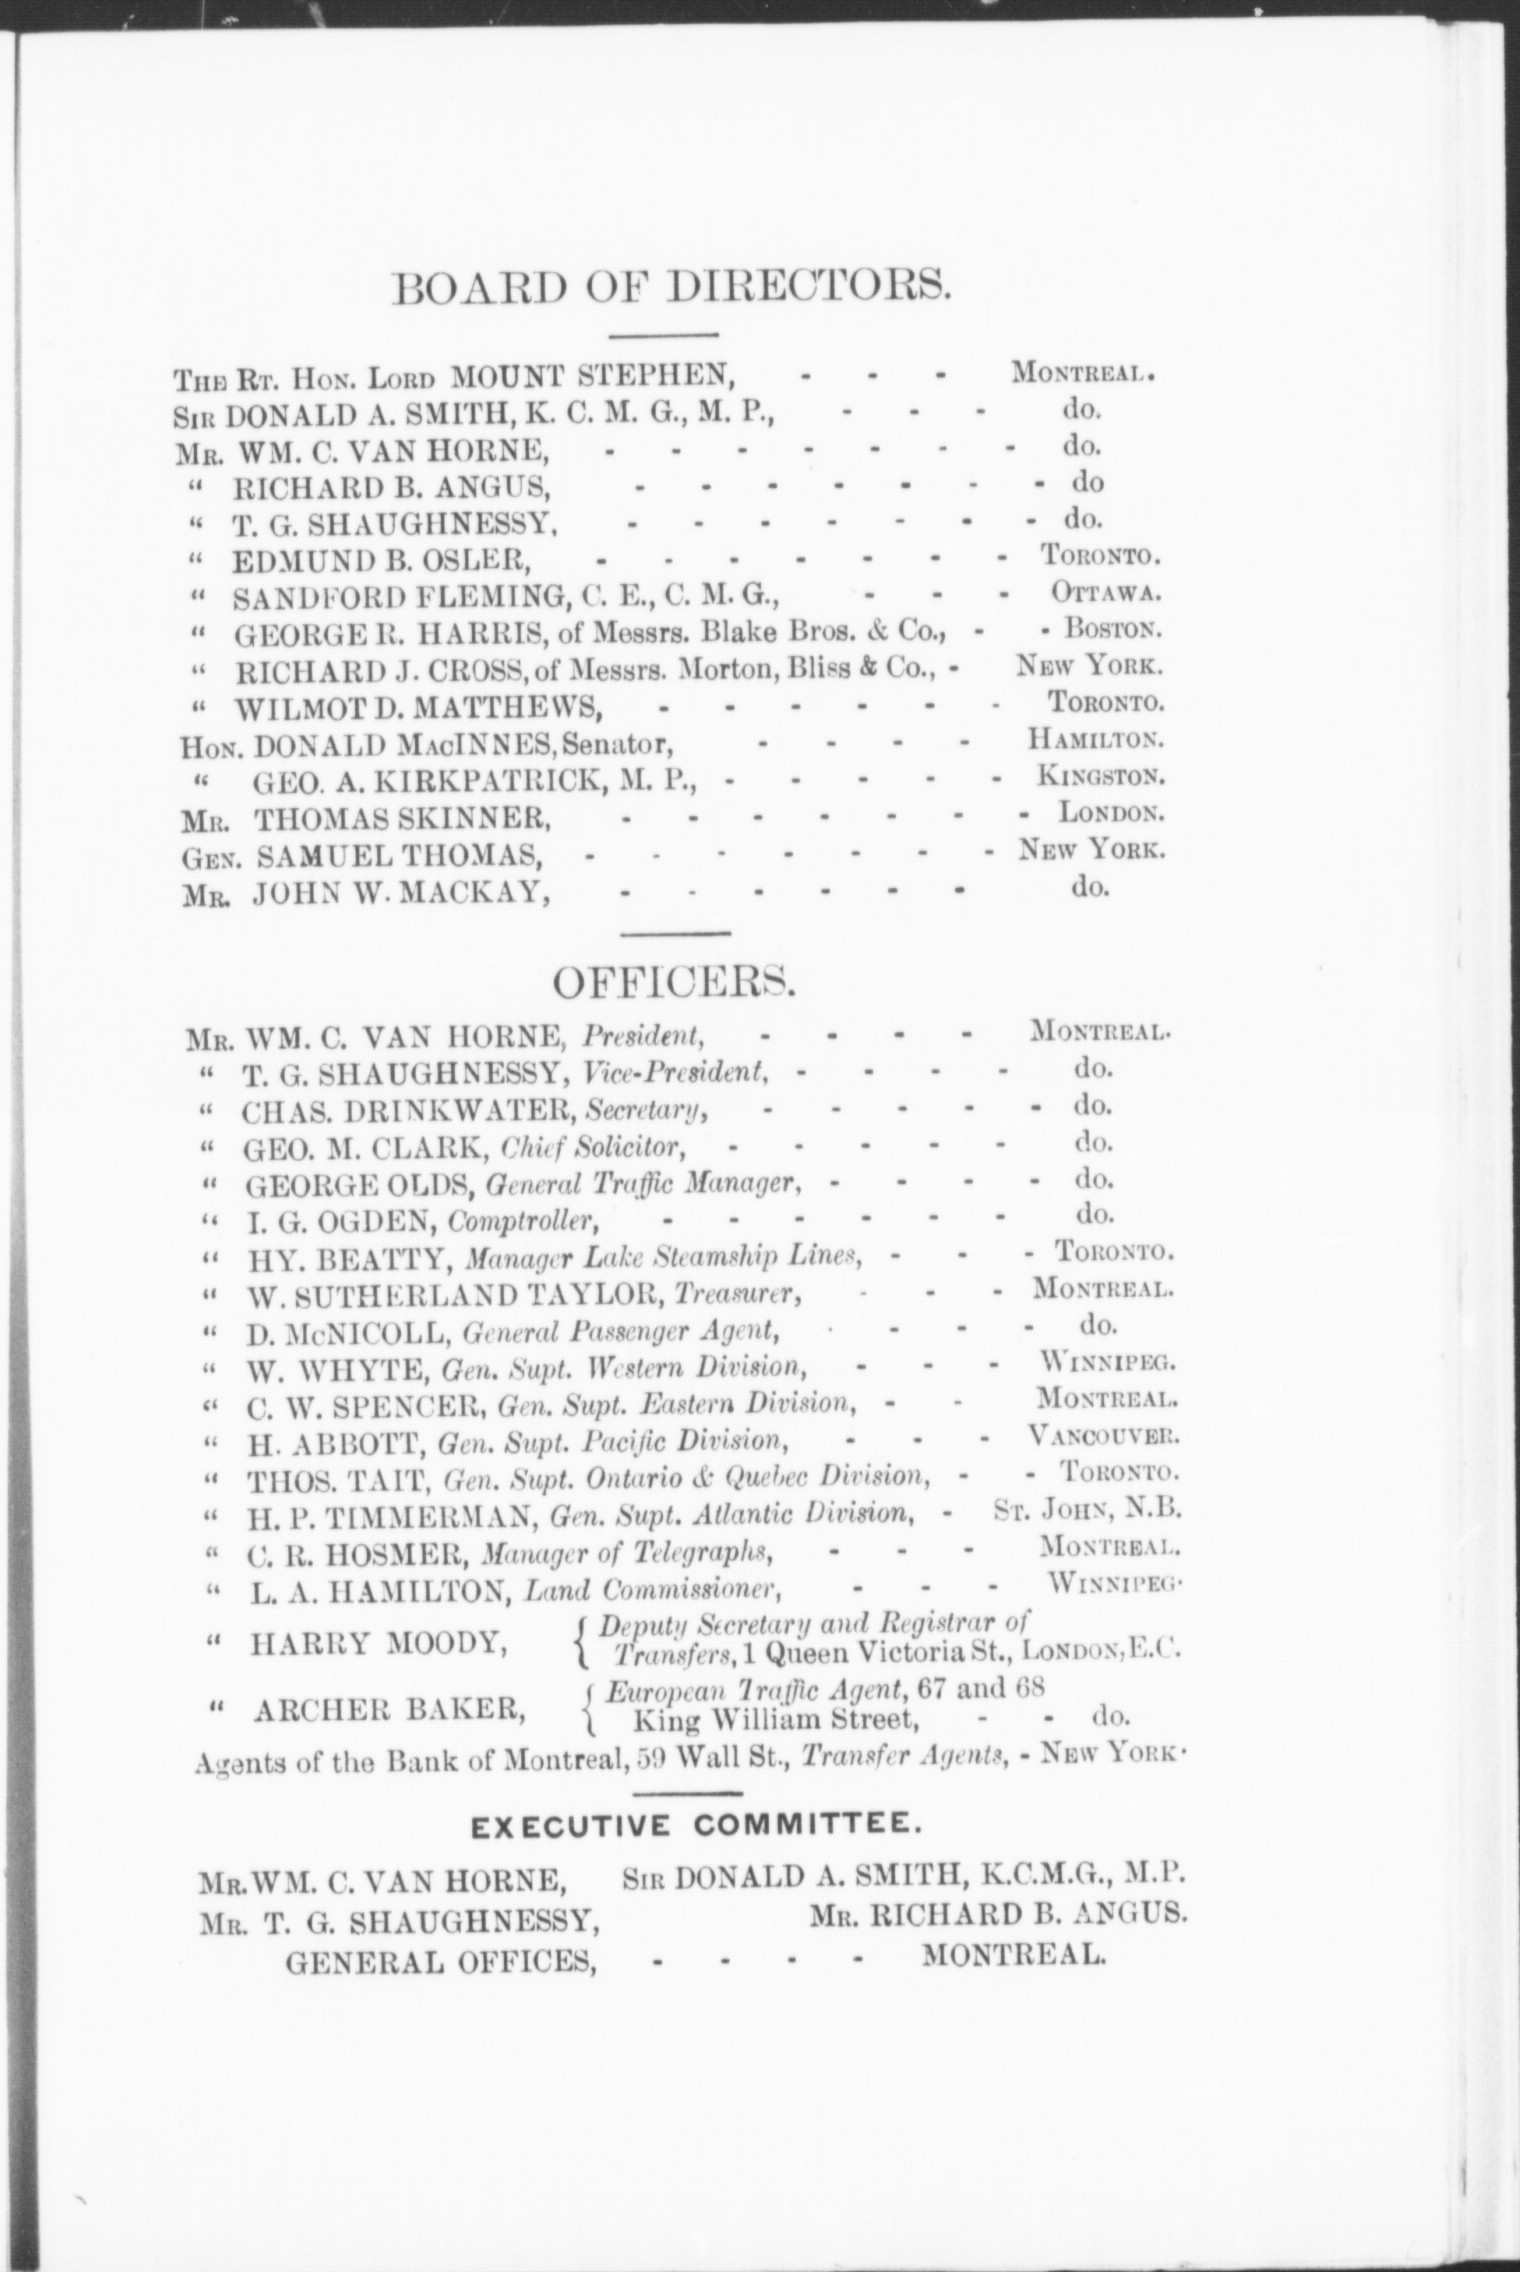 BOARD OF DIRECTORS.
THE RT. HON. LORD MOUNT STEPHEN, - - - MONTREAL.
SIR DONALD A. SMITH, K. C. M. G., M. P., - - - do.
MR. WM. C. VAN HORNE, - - - - - - - do.
“ RICHARD B. ANGUS, - - - - - - - do
“ T. G. SHAUGHNESSY, - - - - - - - do.
“ EDMUND B. OSLER, - - - - - - - TORONTO.
“ SANDFORD FLEMING, C. E., C. M. G., - - - OTTAWA.
“ GEORGE R. HARRIS, of Messrs. Blake Bros. & Co., - - BOSTON.
“ RICHARD J. CROSS, of Messrs. Morton, Bliss & Co., - NEW YORK.
“ WILMOT D. MATTHEWS, - - - - - - TORONTO.
HON. DONALD MACINNES, Senator, - - - - HAMILTON.
“ GEO. A. KIRKPATRICK, M. P., - - - - - KINGSTON.
MR. THOMAS SKINNER, - - - - - - - LONDON.
GEN. SAMUEL THOMAS, - - - - - - - NEW YORK.
MR. JOHN W. MACKAY, - - - - - - do.
OFFICERS.
MR. WM. C. VAN HORNE, President, - - - - MONTREAL.
“ T. G. SHAUGHNESSY, Vice-President, - - - - do.
“ CHAS. DRINKWATER, Secretary, - - - - - do.
“ GEO. M. CLARK, Chief Solicitor, - - - - - do.
“ GEORGE OLDS, General Traffic Manager, - - - - do.
“ I. G. OGDEN, Comptroller, - - - - - - do.
“ HY. BEATTY, Manager Lake Steamship Lines, - - - TORONTO.
“ W. SUTHERLAND TAYLOR, Treasurer, - - - MONTREAL.
“ D. MCNICOLL, General Passenger Agent, - - - - do.
“ W. WHYTE, Gen. Supt. Western Division, - - - WINNIPEG.
“ C. W. SPENCER, Gen. Supt. Eastern Division, - - MONTREAL.
“ H. ABBOTT, Gen. Supt. Pacific Division, - - - VANCOUVER.
“ THOS. TAIT, Gen. Supt. Ontario & Quebec Division, - - TORONTO.
“ H. P. TIMMERMAN, Gen. Supt. Atlantic Division, - ST. JOHN, N.B.
“ C. R. HOSMER, Manager of Telegraphs, - - - MONTREAL.
“ L. A. HAMILTON, Land Commissioner, - - - WINNIPEG.
“ HARRY MOODY, { Deputy Secretary and Registrar of
Transfers, 1 Queen Victoria St., LONDON, E.C.
“ ARCHER BAKER, { European Traffic Agent, 67 and 68
King William Street, - - do.
Agents of the Bank of Montreal, 59 Wall St., Transfer Agents, - NEW YORK.
EXECUTIVE COMMITTEE.
MR. WM. C. VAN HORNE, SIR DONALD A. SMITH, K.C.M.G., M.P.
MR. T. G. SHAUGHNESSY, MR. RICHARD B. ANGUS.
GENERAL OFFICES, - - - - MONTREAL.